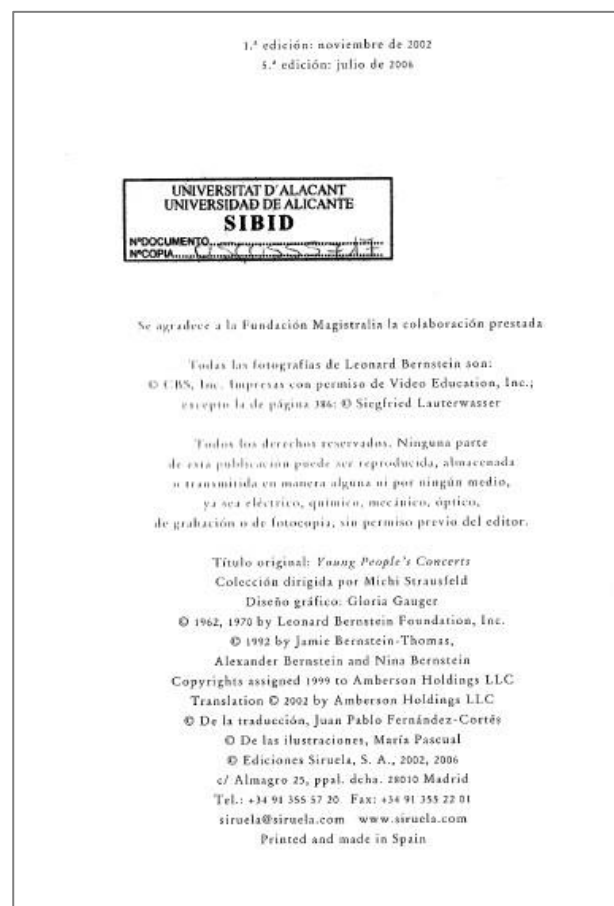 1.ª edición: noviembre de 2002
5.ª edición: julio de 2006
UNIVERSITAT D'ALACANT
UNIVERSIDAD DE ALICANTE
SIBID
NºDOCUMENTO
NºCOPIA
Se agradece a la Fundación Magistralia la colaboración prestada
Todas las fotografías de Leonard Bernstein son:
© CBS, Inc. Impresas con permiso de Video Education, Inc.;
excepto la de página 386: © Siegfried Lauterwasser
Todos los derechos reservados. Ninguna parte
de esta publicación puede ser reproducida, almacenada
o transmitida en manera alguna ni por ningún medio,
ya sea eléctrico, químico, mecánico, óptico,
de grabación o de fotocopia, sin permiso previo del editor.
Título original: Young People's Concerts
Colección dirigida por Michi Strausfeld
Diseño gráfico: Gloria Gauger
© 1962, 1970 by Leonard Bernstein Foundation, Inc.
© 1992 by Jamie Bernstein-Thomas,
Alexander Bernstein and Nina Bernstein
Copyrights assigned 1999 to Amberson Holdings LLC
Translation © 2002 by Amberson Holdings LLC
© De la traducción, Juan Pablo Fernández-Cortés
© De las ilustraciones, María Pascual
© Ediciones Siruela, S. A., 2002, 2006
c/ Almagro 25, ppal. dcha. 28010 Madrid
Tel.: +34 91 355 57 20 Fax: +34 91 355 22 01
siruela@siruela.com www.siruela.com
Printed and made in Spain